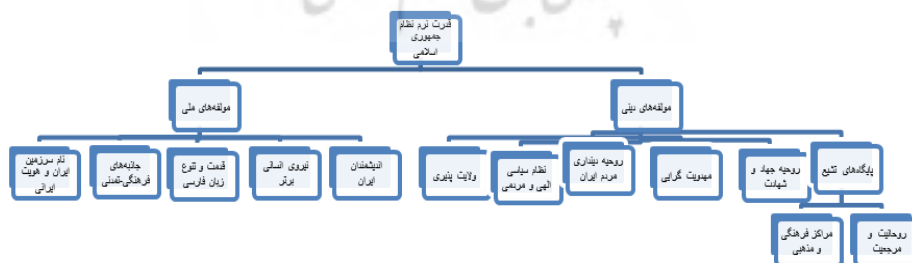 قدرت نرم نظام
جمهوری
اسلامی
مولفه‌های دینی
مولفه‌های ملی
پایگاه‌های تشیع
روحیه جهاد و
شهادت
مهدویت گرایی
روحیه دینداری
مردم ایران
نظام سیاسی
الهی و مردمی
ولایت پذیری
اندیشمندان
ایران
نیروی انسانی
برتر
قدمت و تنوع
زبان فارسی
جاذبه‌های
فرهنگی-تمدنی
نام سرزمین
ایران و هویت
ایرانی
روحانیت و
مرجعیت
مراکز فرهنگی
و مذهبی